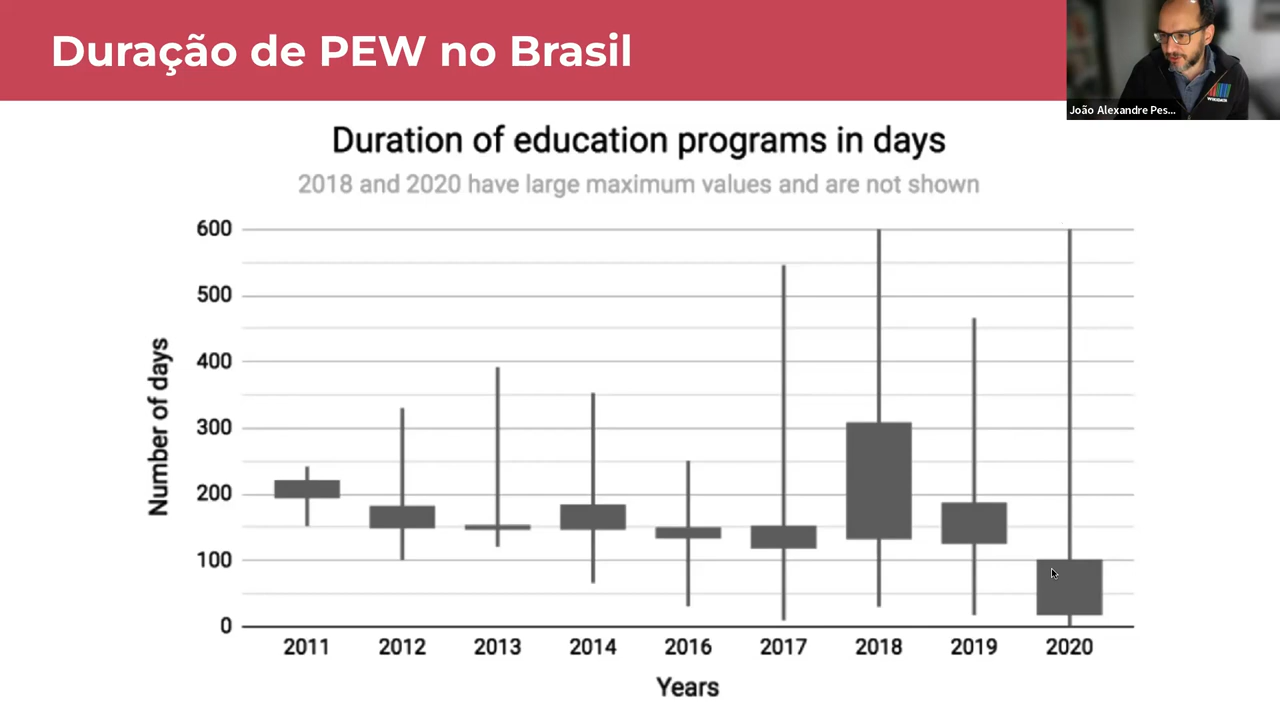 Duração de PEW no Brasil
João Alexandre Pes...
WIKIDATA
Duration of education programs in days
2018 and 2020 have large maximum values and are not shown
Number of days
600
500
400
300
200
100
0
2011 2012 2013 2014 2016 2017 2018 2019 2020
Years